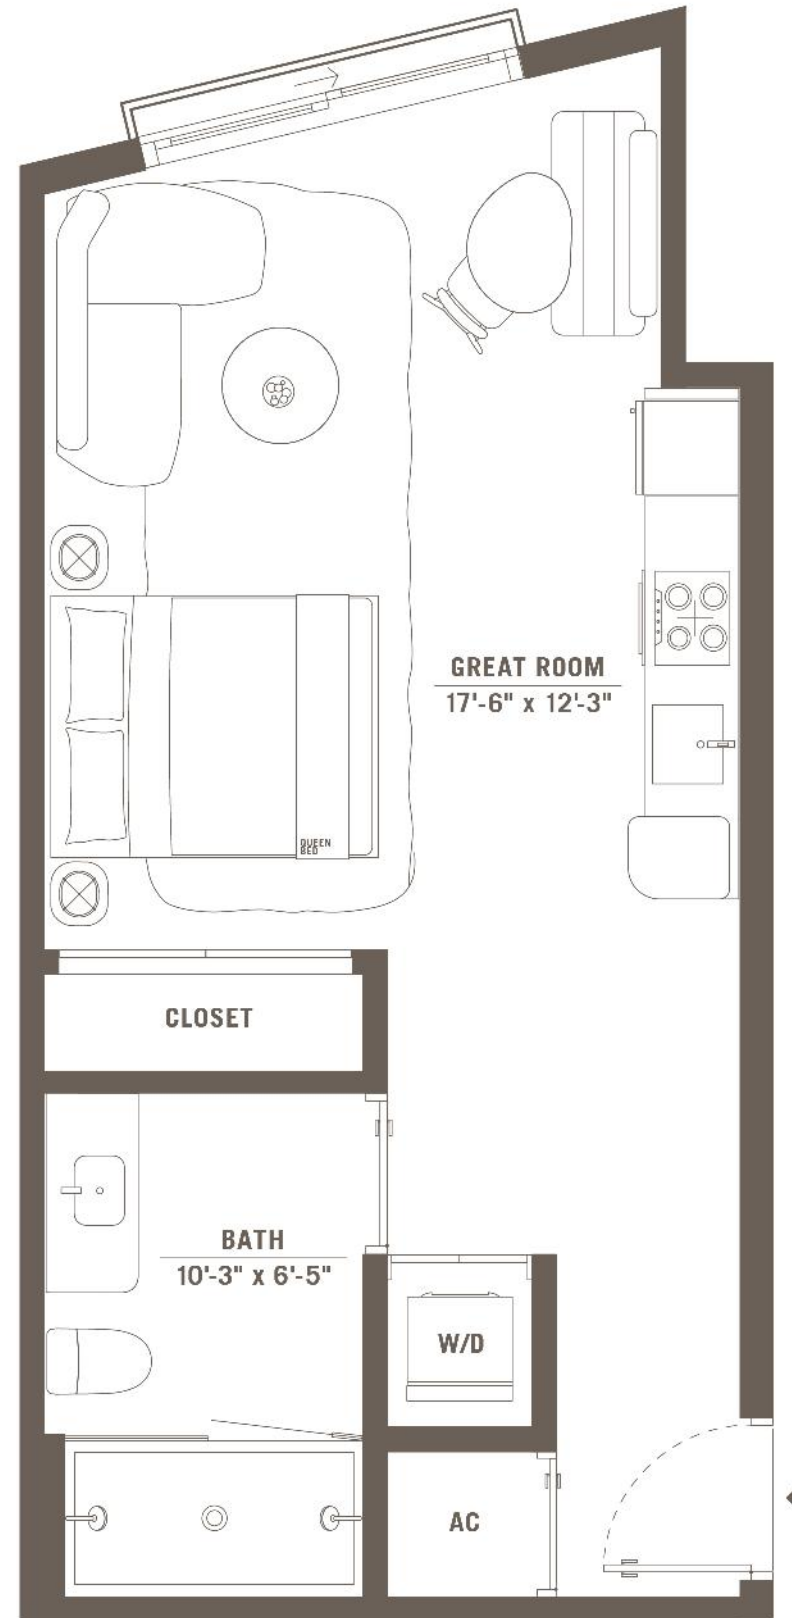 GREAT ROOM
17'-6" x 12'-3"
QUEEN
BED
CLOSET
BATH
10'-3" x 6'-5"
W/D
AC